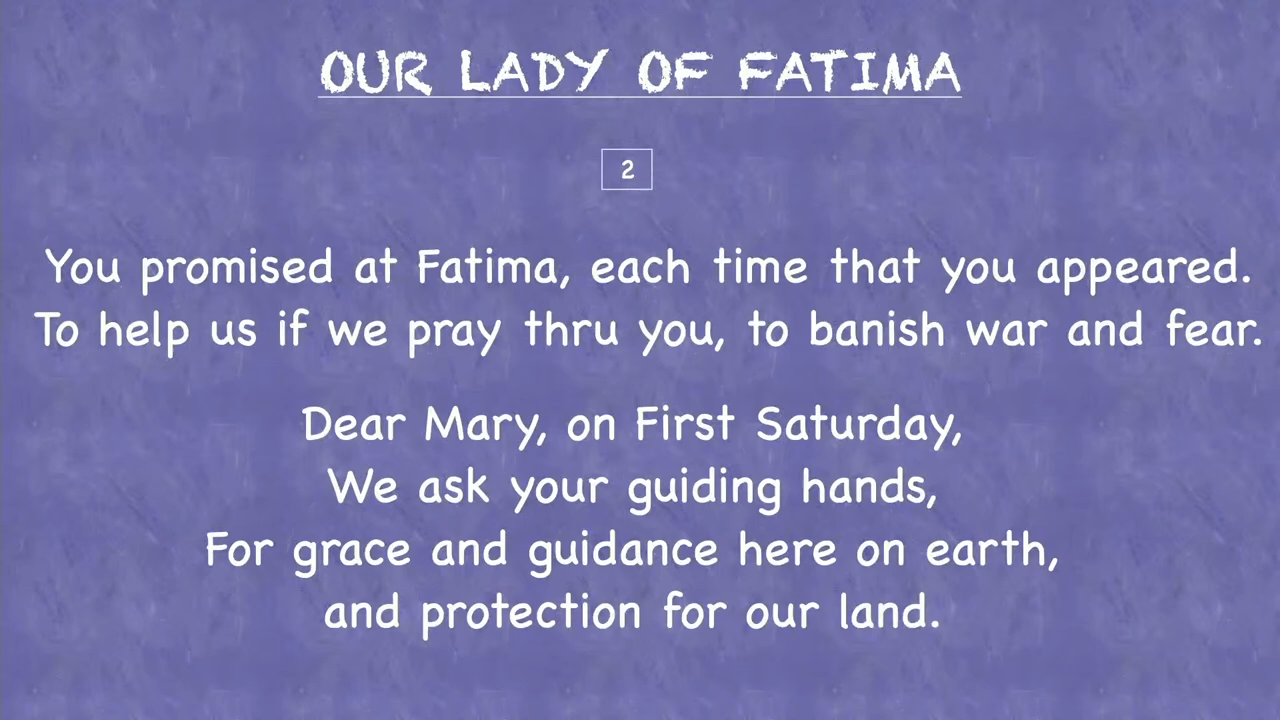 OUR LADY OF FATIMA
2
You promised at Fatima, each time that you appeared.
To help us if we pray thru you, to banish war and fear.
Dear Mary, on First Saturday,
We ask your guiding hands,
For grace and guidance here on earth,
and protection for our land.